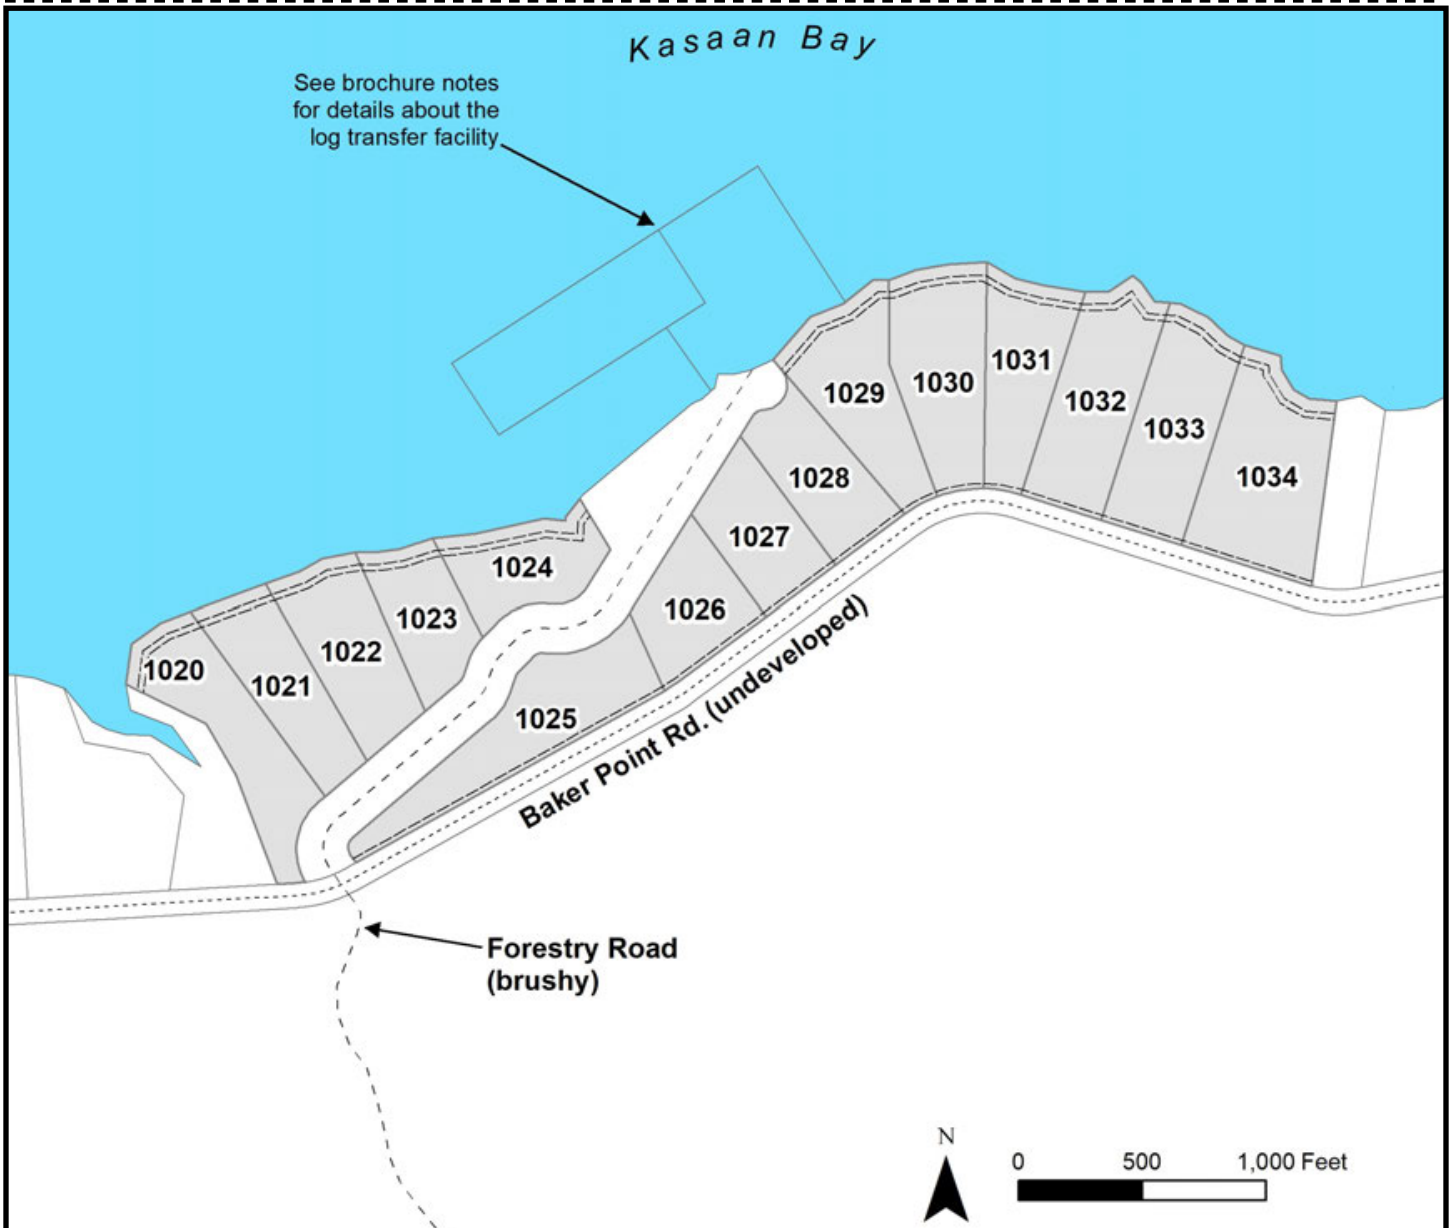 Kasaan Bay
See brochure notes
for details about the
log transfer facility
1029
1030
1031
1032
1033
1034
1028
1027
1026
1024
1023
1022
1020
1021
1025
Baker Point Rd. (undeveloped)
Forestry Road
(brushy)
N
0 500 1,000 Feet